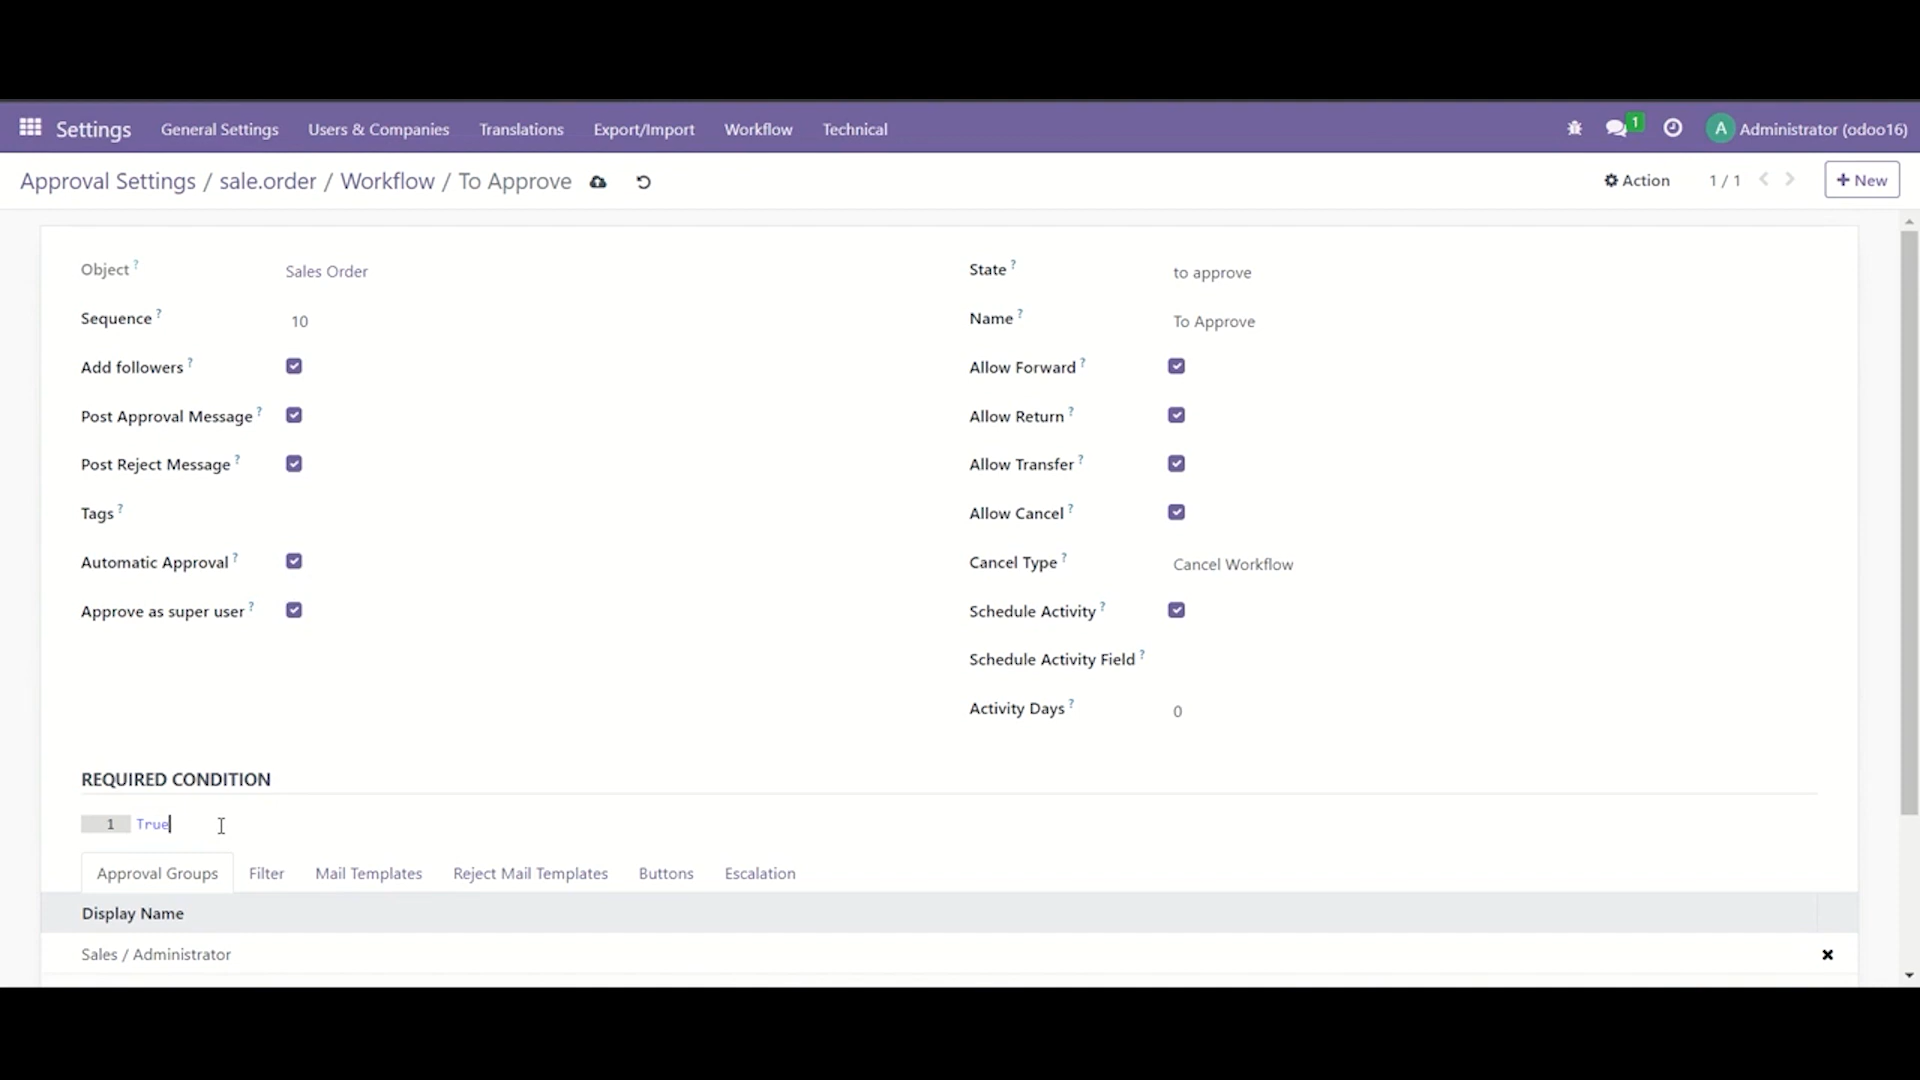 Settings General Settings Users & Companies Translations Export/Import Workflow Technical 1 A Administrator (odoo16)
Approval Settings / sale.order / Workflow / To Approve Action 1 / 1 + New
Object ? Sales Order State ? to approve
Sequence ? 10 Name ? To Approve
Add followers ? Allow Forward ?
Post Approval Message ? Allow Return ?
Post Reject Message ? Allow Transfer ?
Tags ? Allow Cancel ?
Automatic Approval ? Cancel Type ? Cancel Workflow
Approve as super user ? Schedule Activity ?
Schedule Activity Field ?
Activity Days ? 0
REQUIRED CONDITION
1 True
Approval Groups Filter Mail Templates Reject Mail Templates Buttons Escalation
Display Name
Sales / Administrator